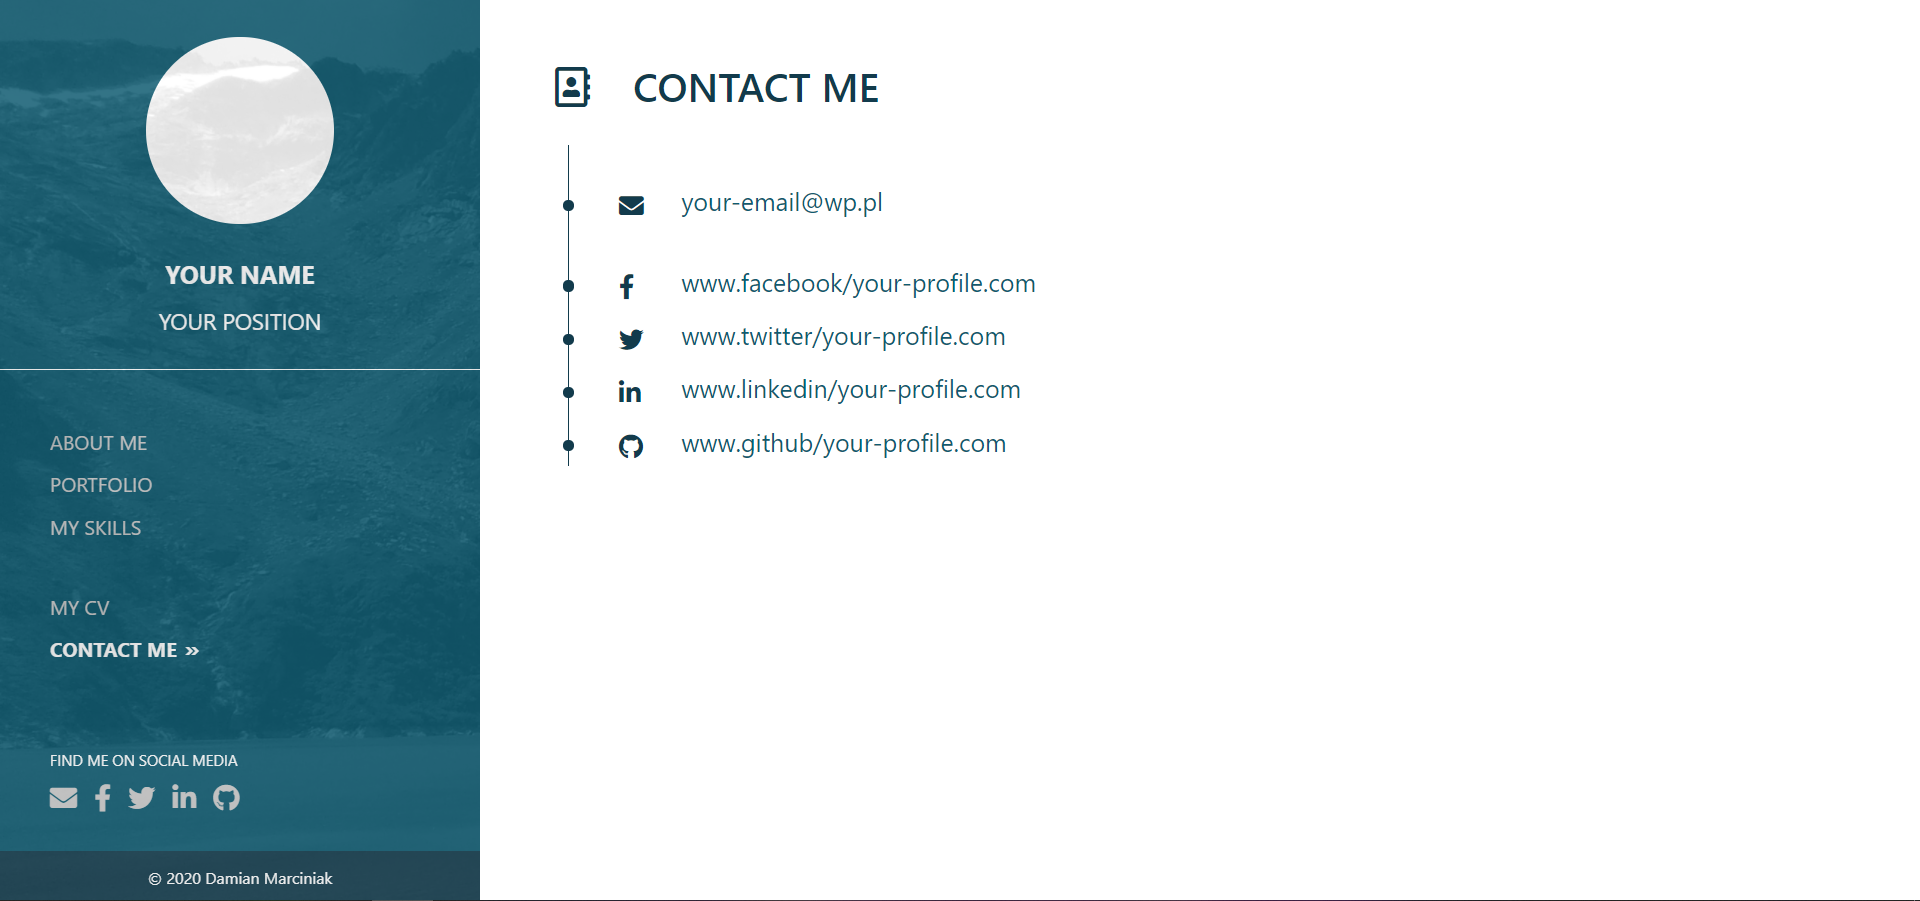 YOUR NAME
YOUR POSITION
ABOUT ME
PORTFOLIO
MY SKILLS
MY CV
CONTACT ME »
FIND ME ON SOCIAL MEDIA
© 2020 Damian Marciniak
CONTACT ME
your-email@wp.pl
www.facebook/your-profile.com
www.twitter/your-profile.com
www.linkedin/your-profile.com
www.github/your-profile.com